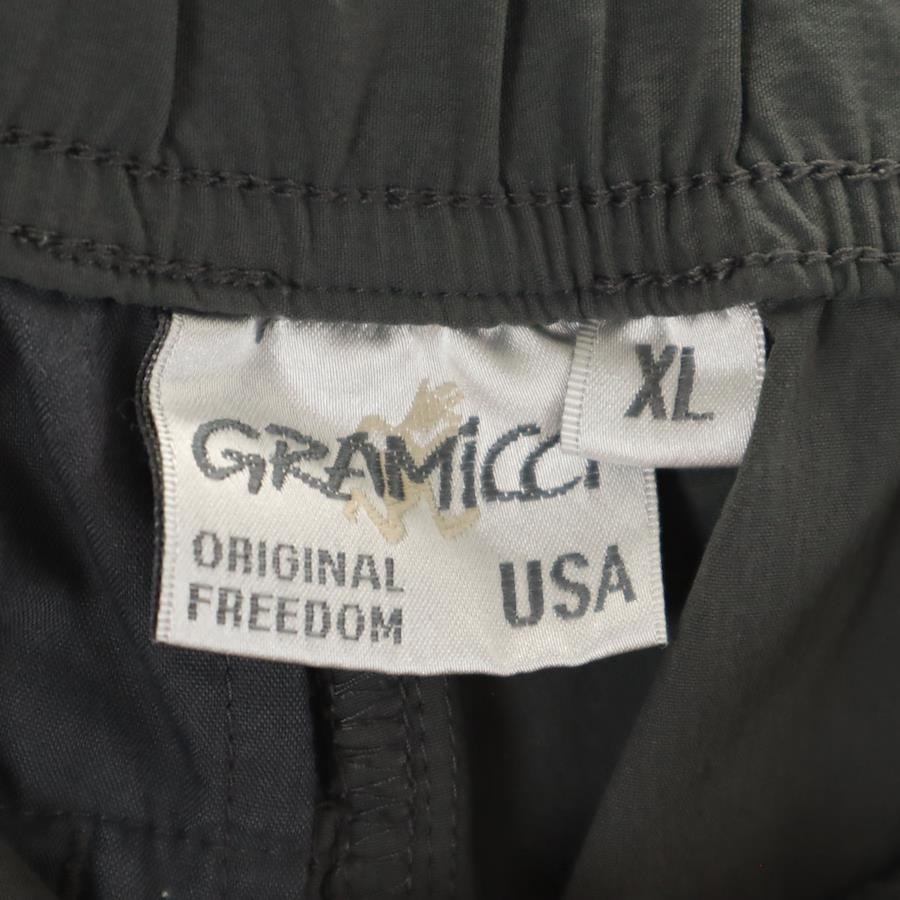 XL
GRAMiCCi
ORIGINAL
FREEDOM
USA